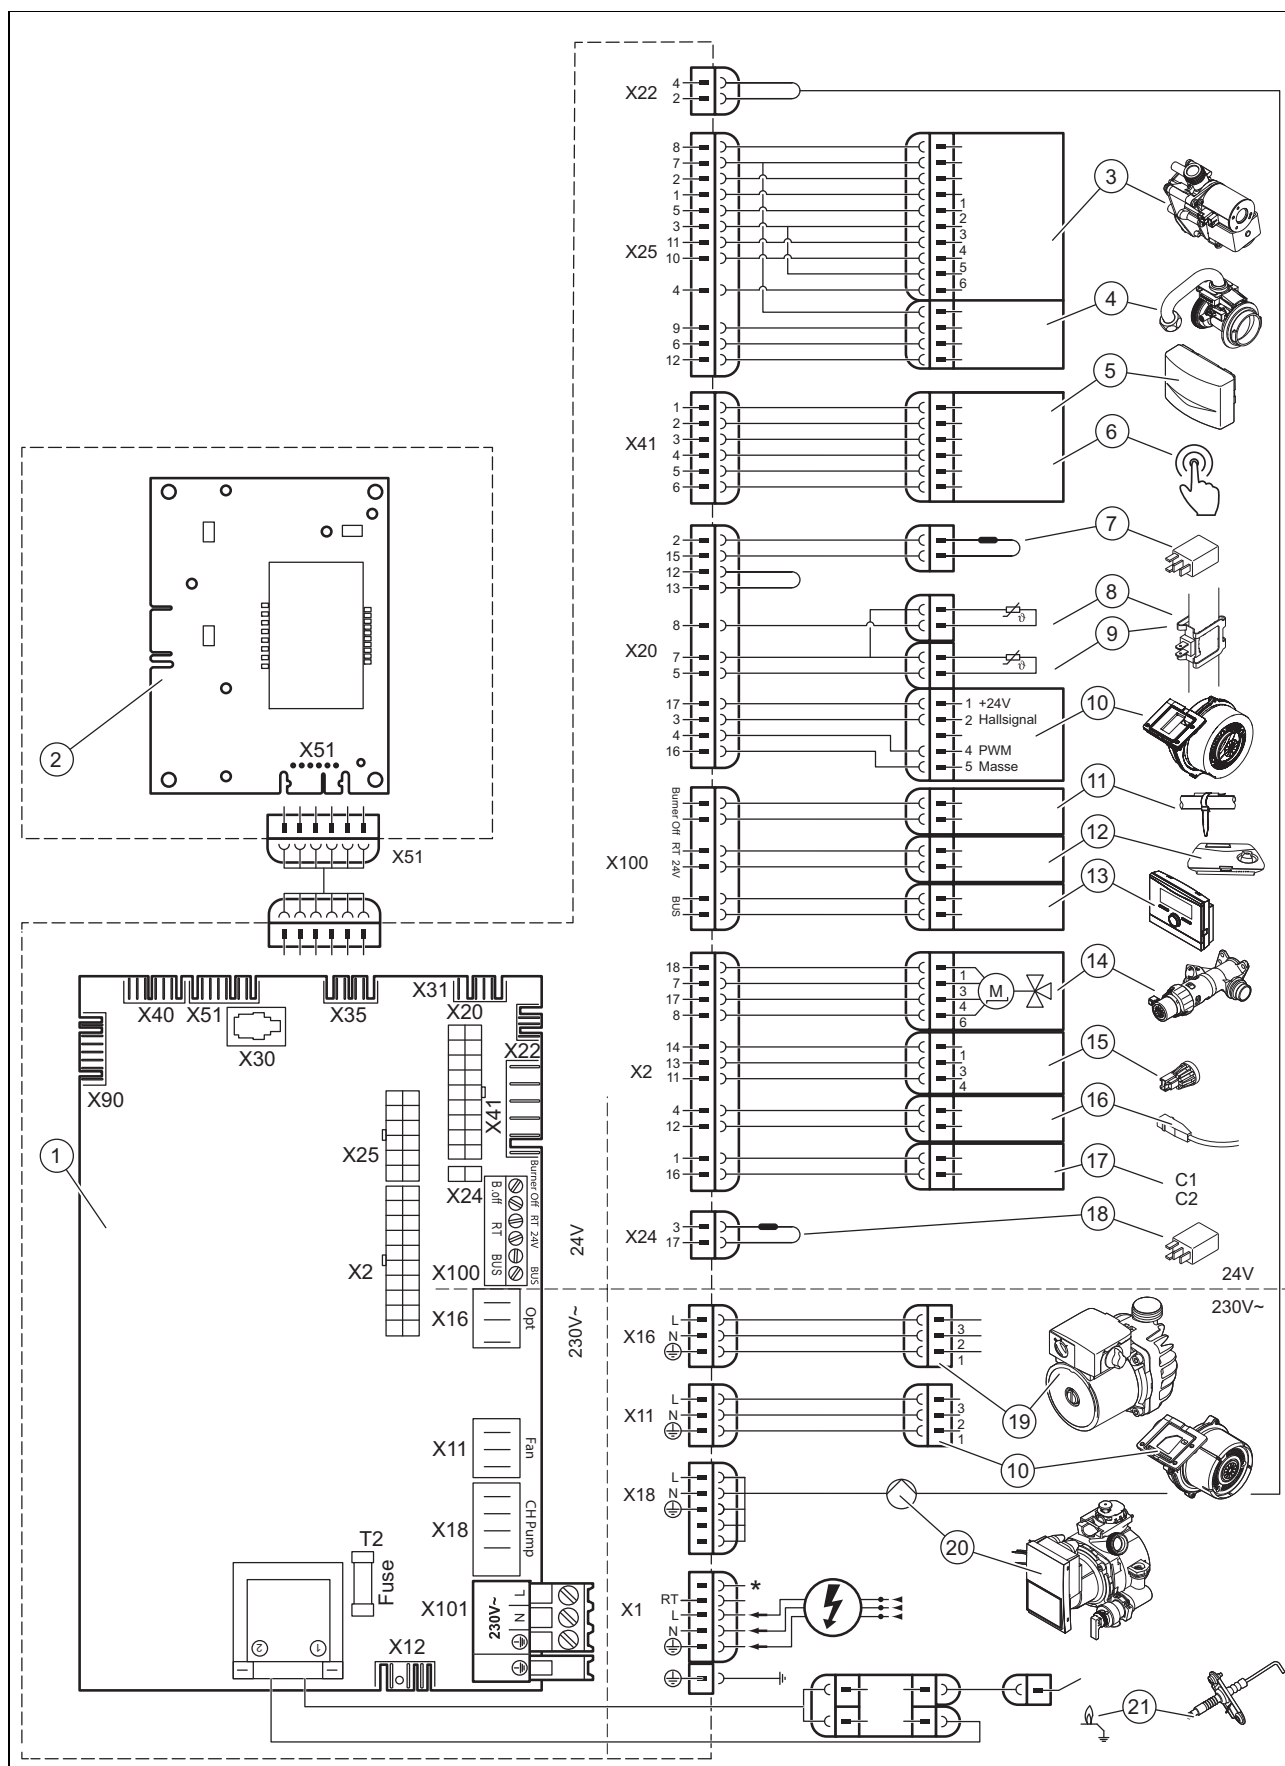 X22
4
2
X25
8
7
2
1
5
3
11
10
4
9
6
12
1
2
3
4
5
6
3
4
X41
1
2
3
4
5
6
5
6
X20
2
15
12
13
8
7
5
17
3
4
16
ϑ
ϑ
1 +24V
2 Hallsignal
4 PWM
5 Masse
7
8
9
10
X100
Burner Off
RT 24V
BUS
11
12
13
X2
18
7
17
8
14
13
11
4
12
1
16
1
3
4
6
M
1
3
4
14
15
16
17
C1
C2
X24
3
17
18
24V
230V~
X16
L
N
3
2
1
19
X11
L
N
3
2
1
10
X18
L
N
20
X1
*
RT
L
N
21
2
X51
X51
1
X40
X51
X30
X35
X31
X20
X22
X90
X41
X25
X24
X2
X100
Burner Off
RT 24V
BUS
B.off
RT
BUS
24V
230V~
X16
Opt
X11
Fan
X18
CH Pump
T2
Fuse
X101
230V~
L
N
X12
2
1